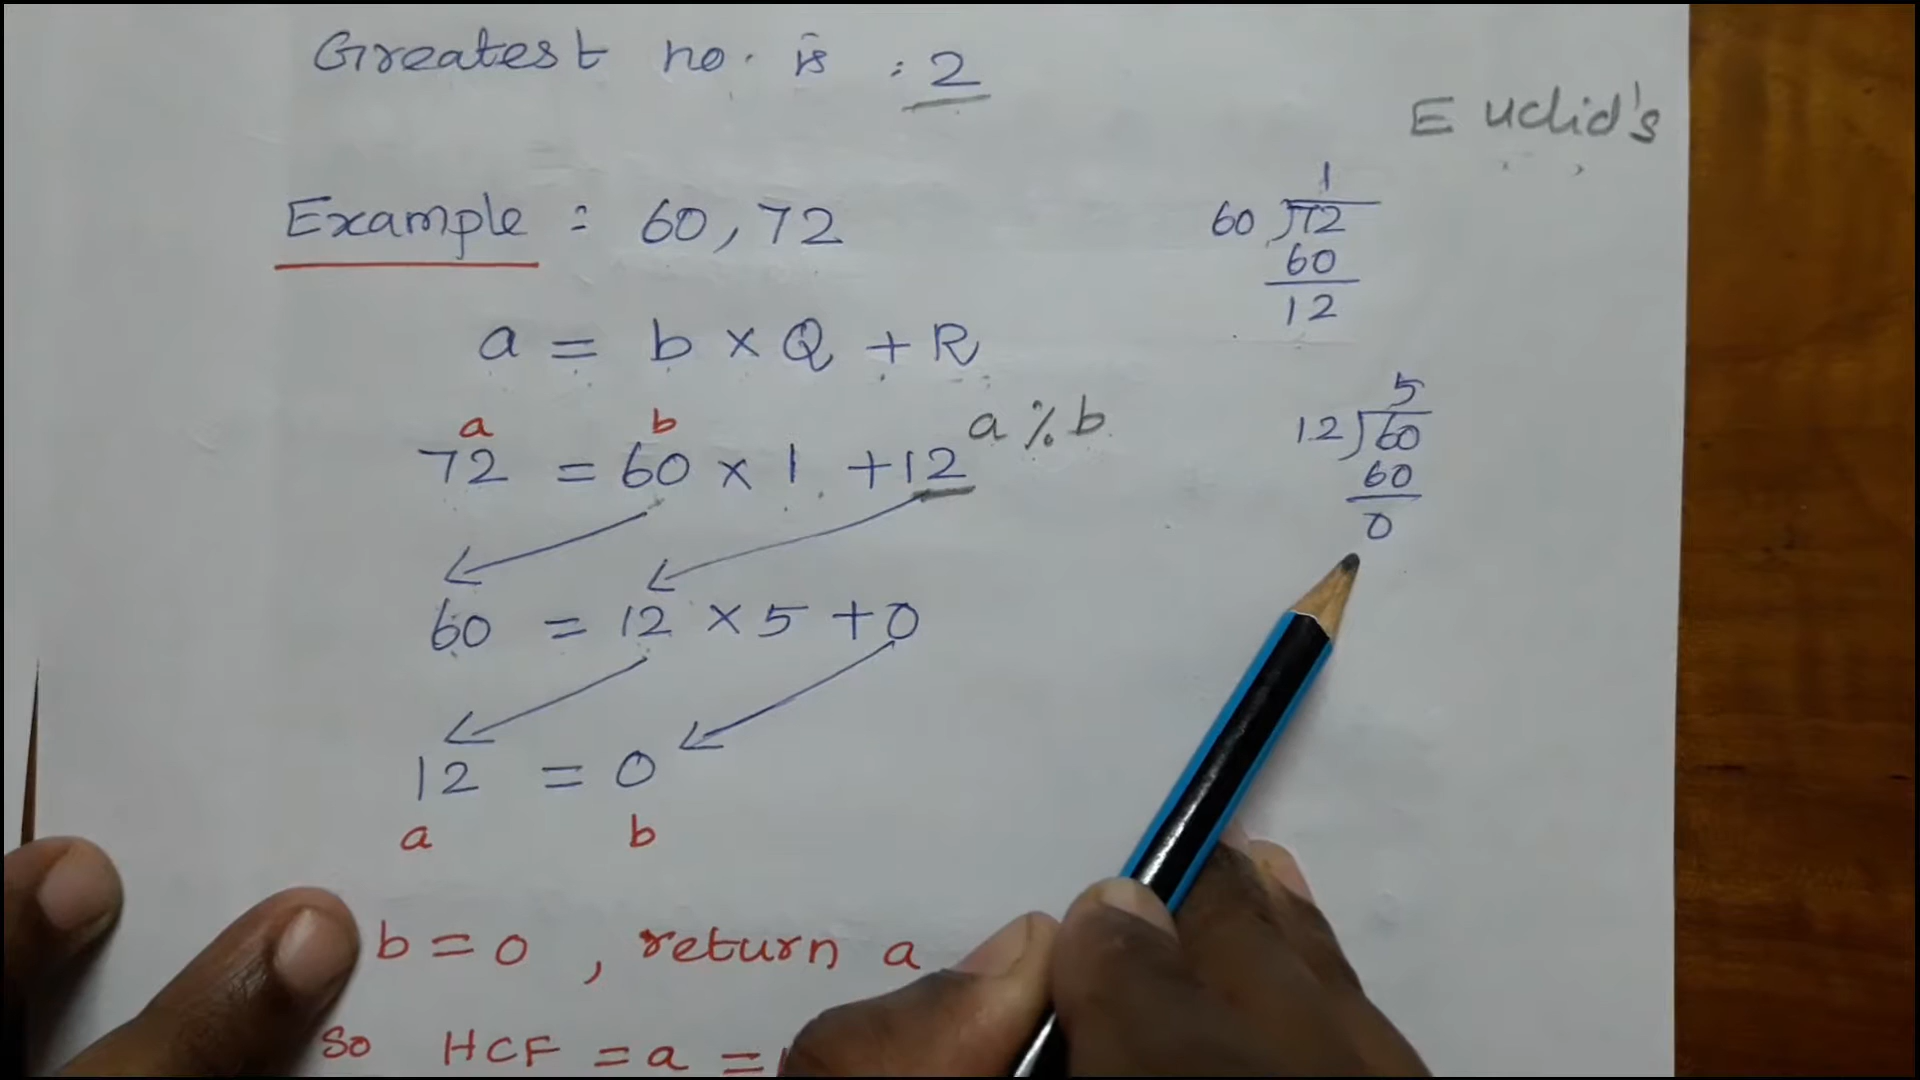 Greatest no. is : 2
Euclid's
Example : 60, 72
a = b × Q + R
a b a % b
72 = 60 × 1 + 12
60 = 12 × 5 + 0
12 = 0
a b
b = 0 , return a
So HCF = a =
1
60 ) 72
60
12
5
12 ) 60
60
0